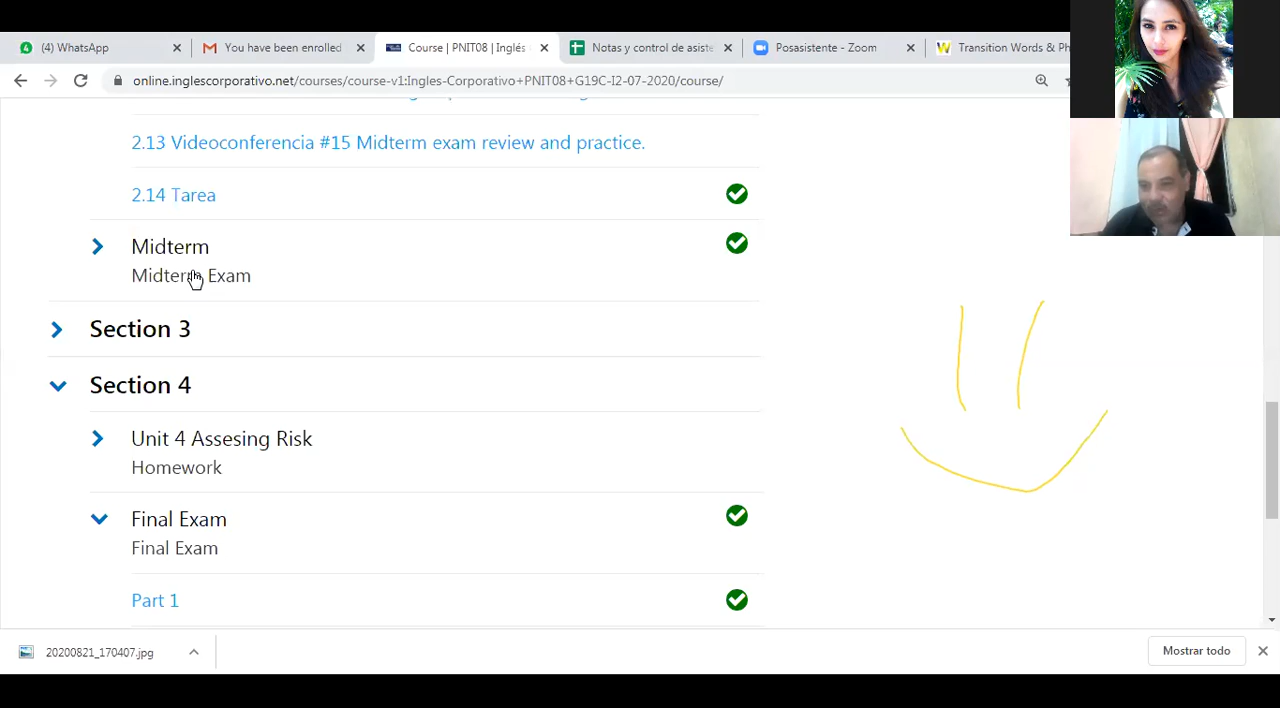 (4) WhatsApp
You have been enrolled
Course | PNIT08 | Inglés
Notas y control de asiste
Posasistente - Zoom
Transition Words & Ph
online.inglescorporativo.net/courses/course-v1:Ingles-Corporativo+PNIT08+G19C-I2-07-2020/course/
2.13 Videoconferencia #15 Midterm exam review and practice.
2.14 Tarea
Midterm
Midterm Exam
Section 3
Section 4
Unit 4 Assesing Risk
Homework
Final Exam
Final Exam
Part 1
20200821_170407.jpg
Mostrar todo